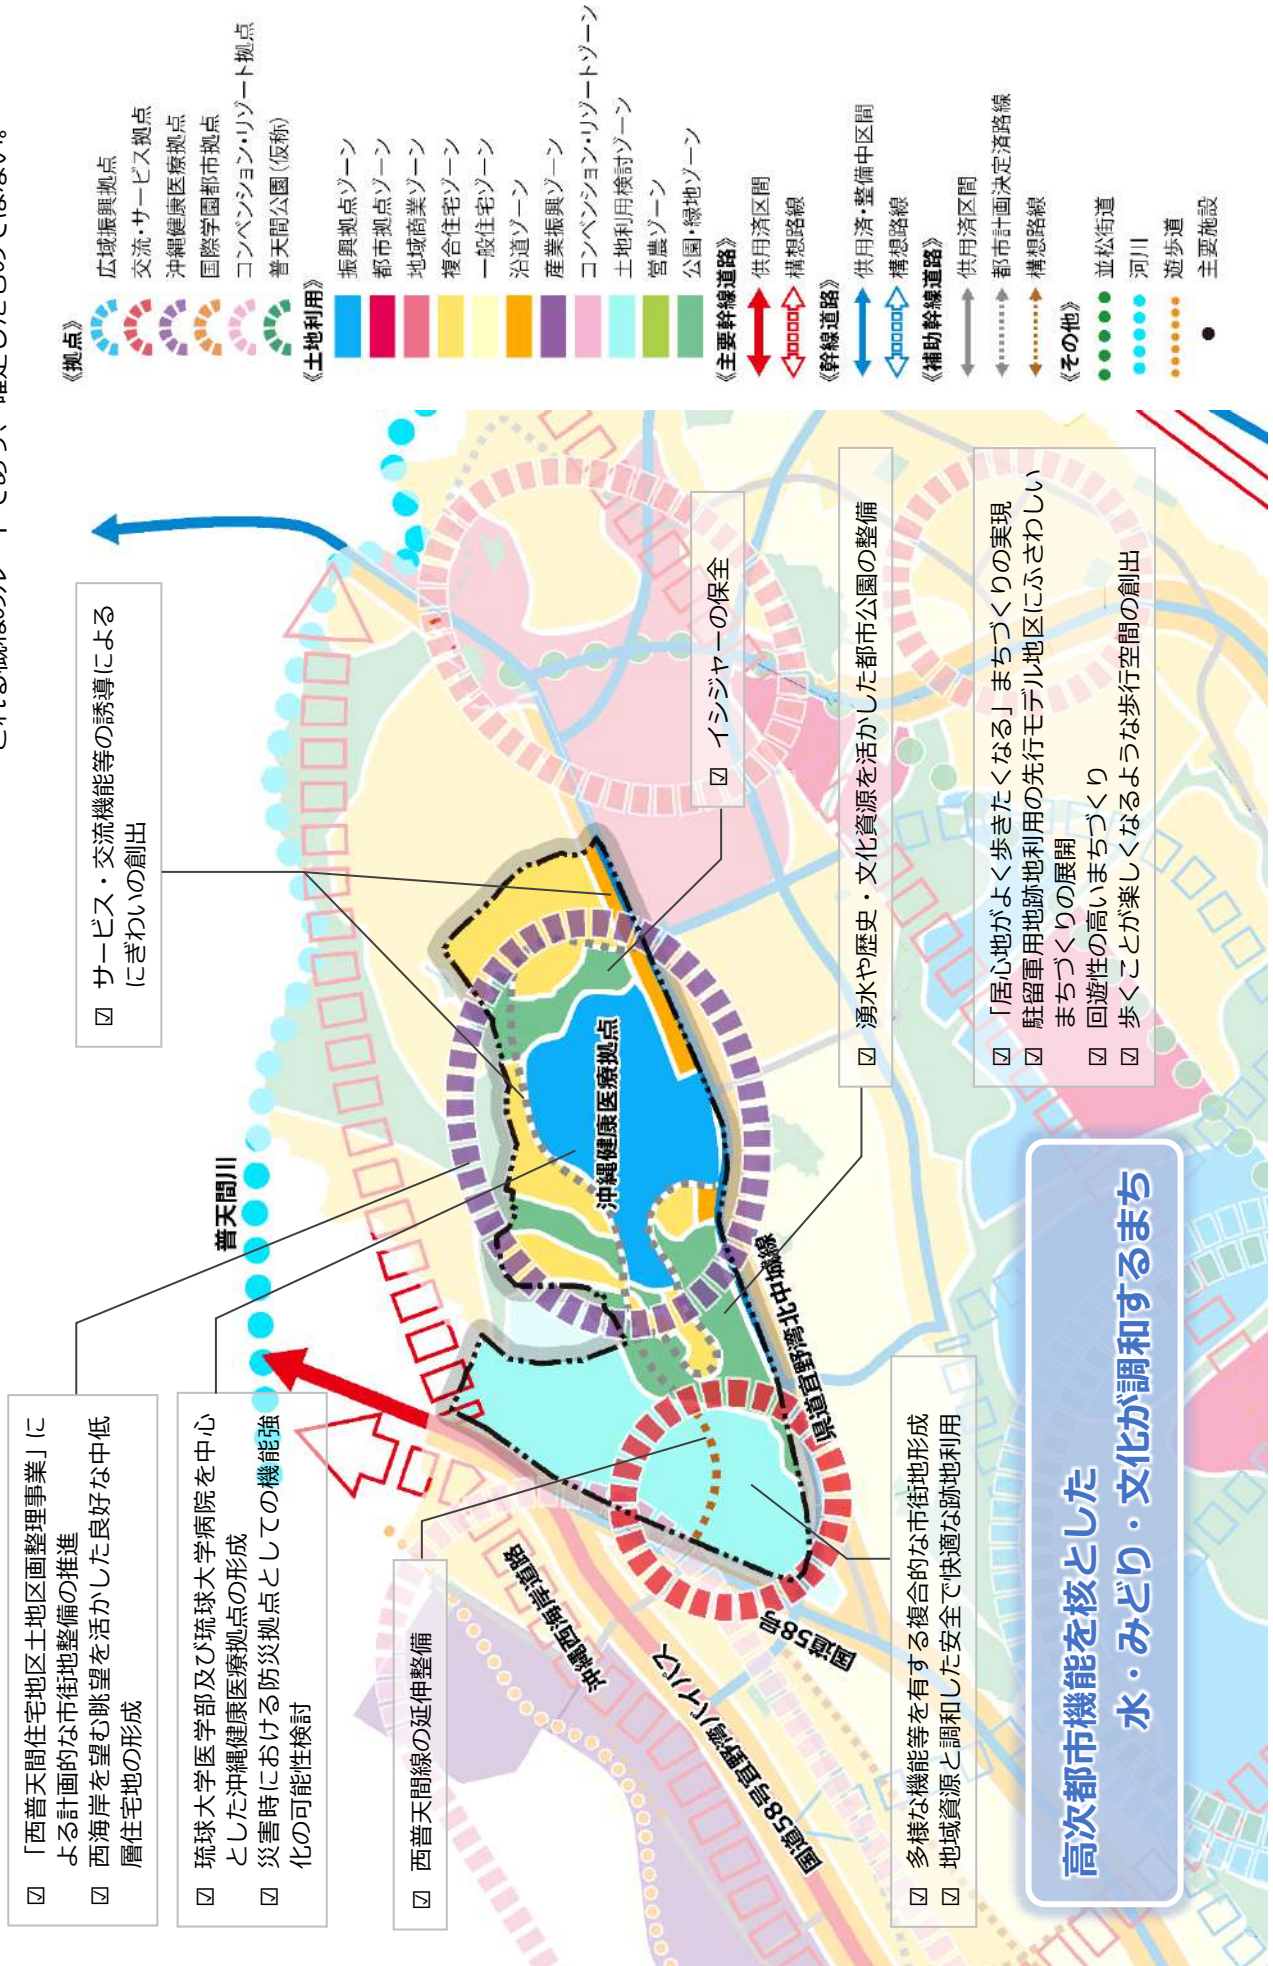 「西普天間住宅地区土地区画整理事業」に
よる計画的な市街地整備の推進
西海岸を望む眺望を活かした良好な中低
層住宅地の形成
琉球大学医学部及び琉球大学病院を中心
とした沖縄健康医療拠点の形成
災害時における防災拠点としての機能強
化の可能性検討
西普天間線の延伸整備
多様な機能等を有する複合的な市街地形成
地域資源と調和した安全で快適な跡地利用
高次都市機能を核とした
水・みどり・文化が調和するまち
サービス・交流機能等の誘導による
にぎわいの創出
イシジャーの保全
湧水や歴史・文化資源を活かした都市公園の整備
「居心地がよく歩きたくなる」まちづくりの実現
駐留軍用地跡地利用の先行モデル地区にふさわしい
まちづくりの展開
回遊性の高いまちづくり
歩くことが楽しくなるような歩行空間の創出
普天間川
沖縄健康医療拠点
県道宜野湾北中城線
沖縄西海岸道路
国道58号
国道58号宜野湾バイパス
《拠点》
広域振興拠点
交流・サービス拠点
沖縄健康医療拠点
国際学園都市拠点
コンベンション・リゾート拠点
普天間公園(仮称)
《土地利用》
振興拠点ゾーン
都市拠点ゾーン
地域商業ゾーン
複合住宅ゾーン
一般住宅ゾーン
沿道ゾーン
産業振興ゾーン
コンベンション・リゾートゾーン
土地利用検討ゾーン
営農ゾーン
公園・緑地ゾーン
《主要幹線道路》
供用済区間
構想路線
《幹線道路》
供用済・整備中区間
構想路線
《補助幹線道路》
供用済区間
都市計画決定済路線
構想路線
《その他》
並松街道
河川
遊歩道
主要施設